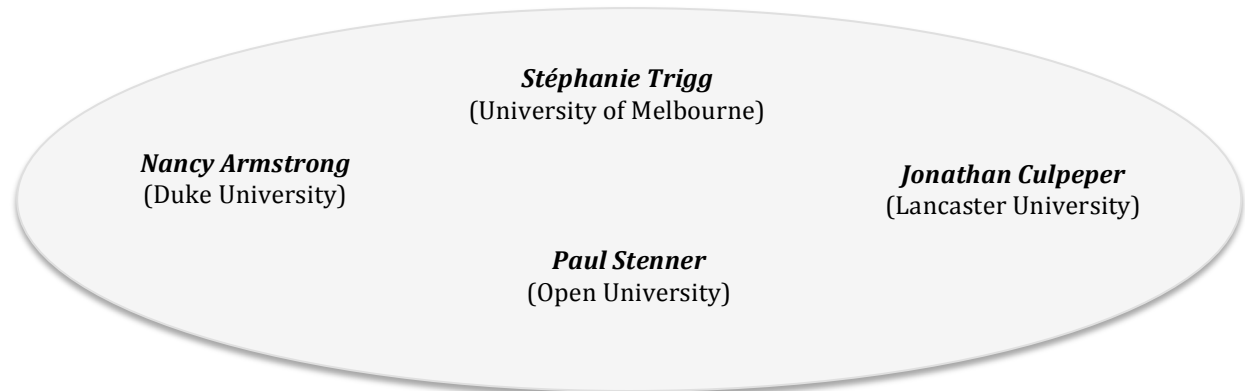 Stéphanie Trigg
(University of Melbourne)
Nancy Armstrong
(Duke University)
Jonathan Culpeper
(Lancaster University)
Paul Stenner
(Open University)